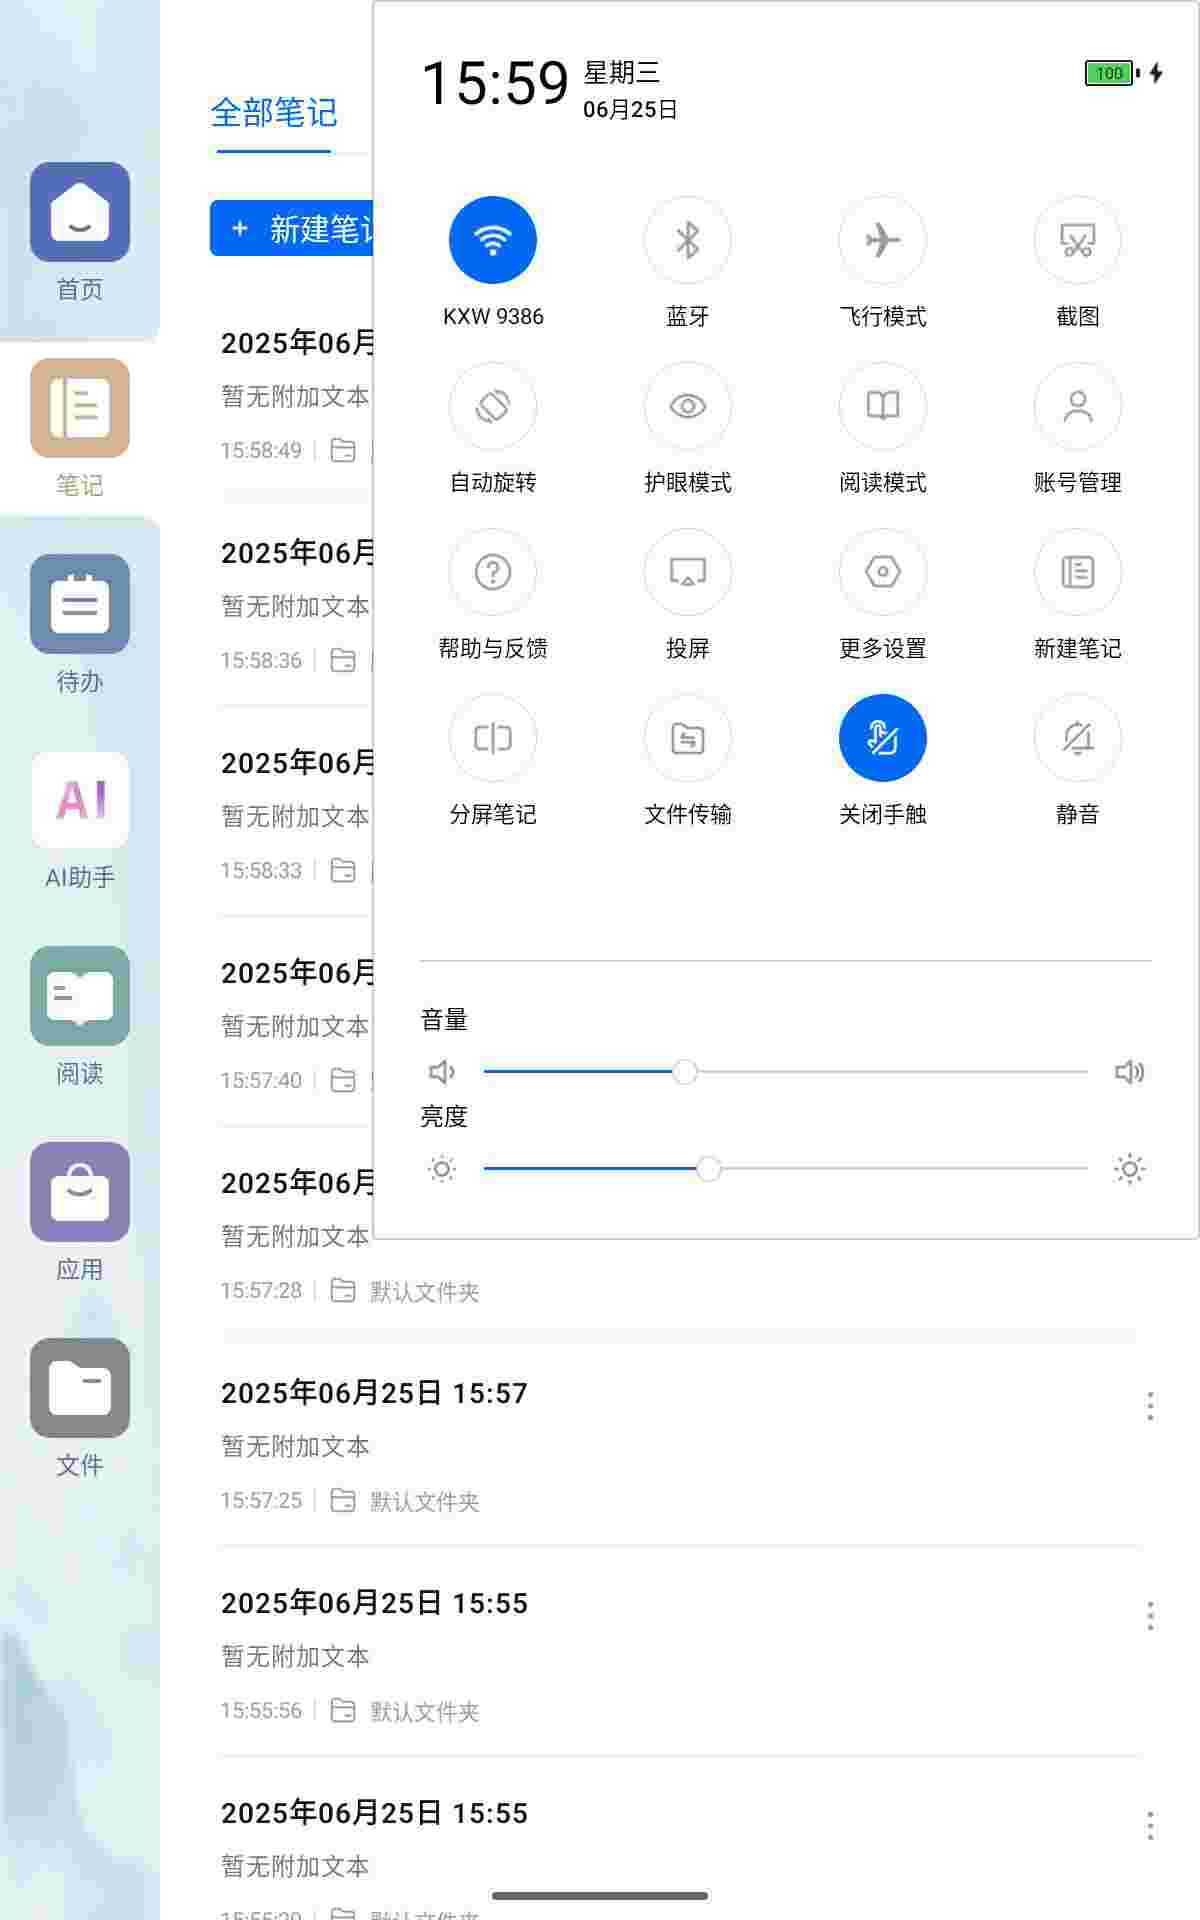 15:59
星期三
06月25日
100
KXW 9386
蓝牙
飞行模式
截图
自动旋转
护眼模式
阅读模式
账号管理
帮助与反馈
投屏
更多设置
新建笔记
分屏笔记
文件传输
关闭手触
静音
音量
亮度
首页
笔记
待办
AI
AI助手
阅读
应用
文件
全部笔记
+ 新建笔记
2025年06月
暂无附加文本
15:58:49
2025年06月
暂无附加文本
15:58:36
2025年06月
暂无附加文本
15:58:33
2025年06月
暂无附加文本
15:57:40
2025年06月
暂无附加文本
15:57:28 默认文件夹
2025年06月25日 15:57
暂无附加文本
15:57:25 默认文件夹
2025年06月25日 15:55
暂无附加文本
15:55:56 默认文件夹
2025年06月25日 15:55
暂无附加文本
默认文件夹